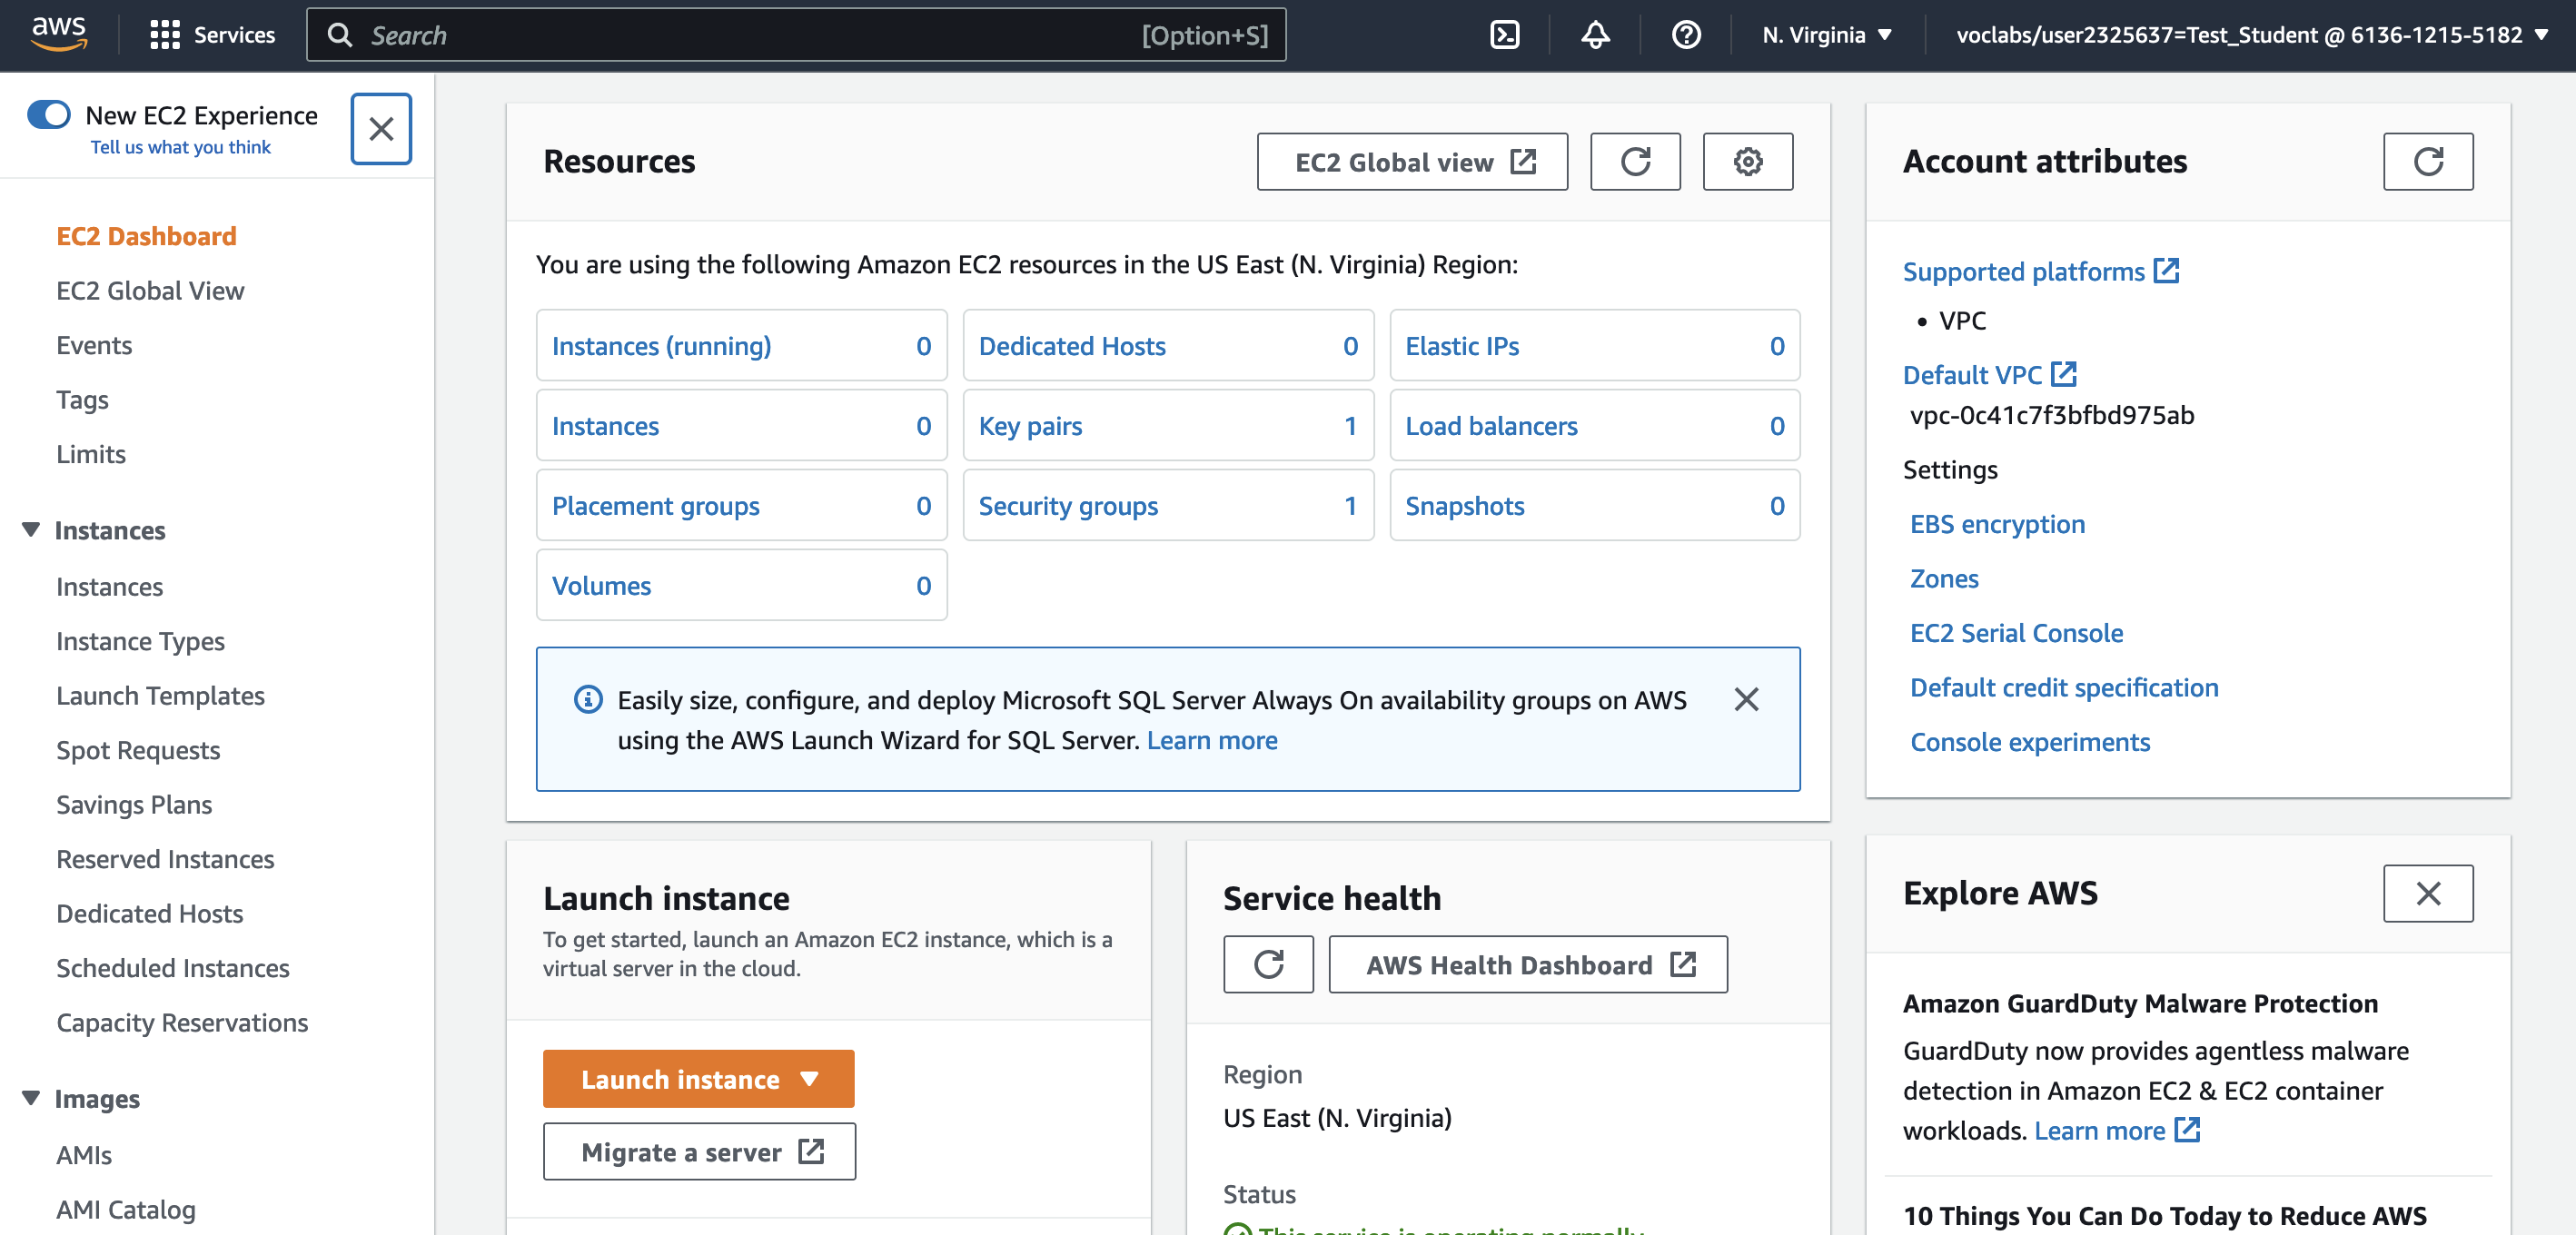 aws
Services
Search [Option+S]
N. Virginia
voclabs/user2325637=Test_Student @ 6136-1215-5182
New EC2 Experience
Tell us what you think
EC2 Dashboard
EC2 Global View
Events
Tags
Limits
Instances
Instances
Instance Types
Launch Templates
Spot Requests
Savings Plans
Reserved Instances
Dedicated Hosts
Scheduled Instances
Capacity Reservations
Images
AMIs
AMI Catalog
Resources
EC2 Global view
You are using the following Amazon EC2 resources in the US East (N. Virginia) Region:
Instances (running) 0
Dedicated Hosts 0
Elastic IPs 0
Instances 0
Key pairs 1
Load balancers 0
Placement groups 0
Security groups 1
Snapshots 0
Volumes 0
Easily size, configure, and deploy Microsoft SQL Server Always On availability groups on AWS
using the AWS Launch Wizard for SQL Server. Learn more
Launch instance
To get started, launch an Amazon EC2 instance, which is a
virtual server in the cloud.
Launch instance
Migrate a server
Service health
AWS Health Dashboard
Region
US East (N. Virginia)
Status
This service is operating normally
Account attributes
Supported platforms
• VPC
Default VPC
vpc-0c41c7f3bfbd975ab
Settings
EBS encryption
Zones
EC2 Serial Console
Default credit specification
Console experiments
Explore AWS
Amazon GuardDuty Malware Protection
GuardDuty now provides agentless malware
detection in Amazon EC2 & EC2 container
workloads. Learn more
10 Things You Can Do Today to Reduce AWS